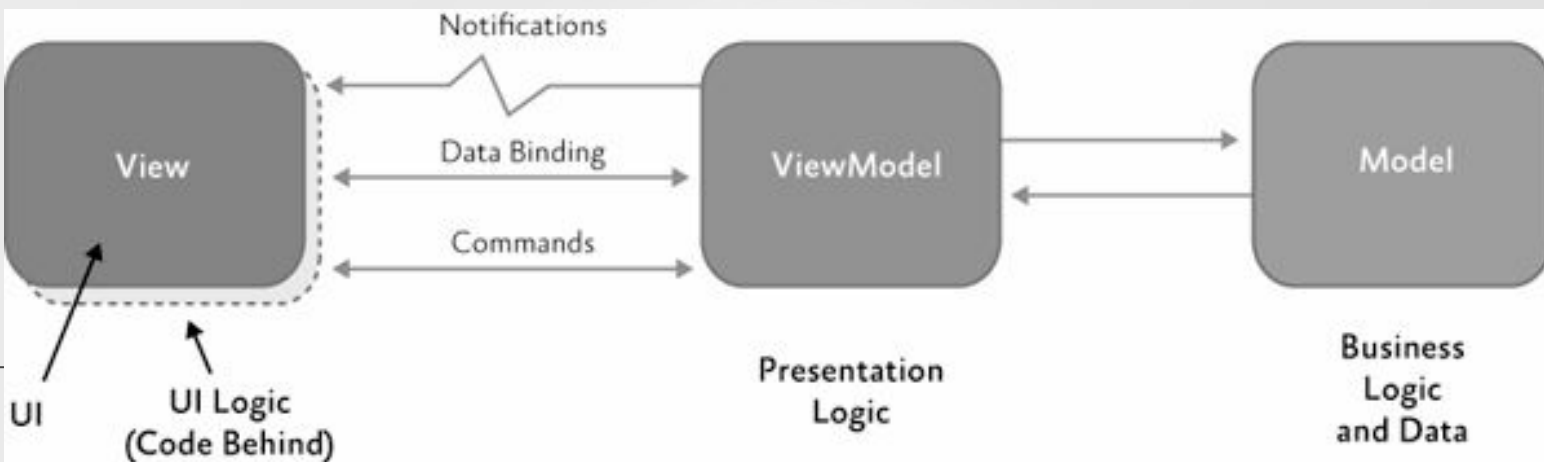 Notifications
View
Data Binding
ViewModel
Model
Commands
UI
UI Logic
(Code Behind)
Presentation
Logic
Business
Logic
and Data